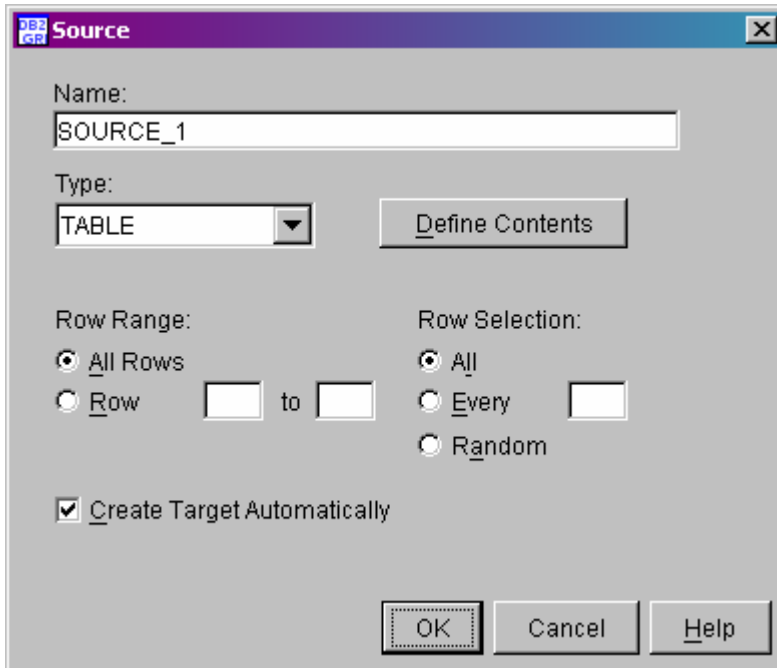 DB2
GRI
Source
Name:
SOURCE_1
Type:
TABLE
Define Contents
Row Range:
Row Selection:
All Rows
All
Row to
Every
Random
Create Target Automatically
OK Cancel Help